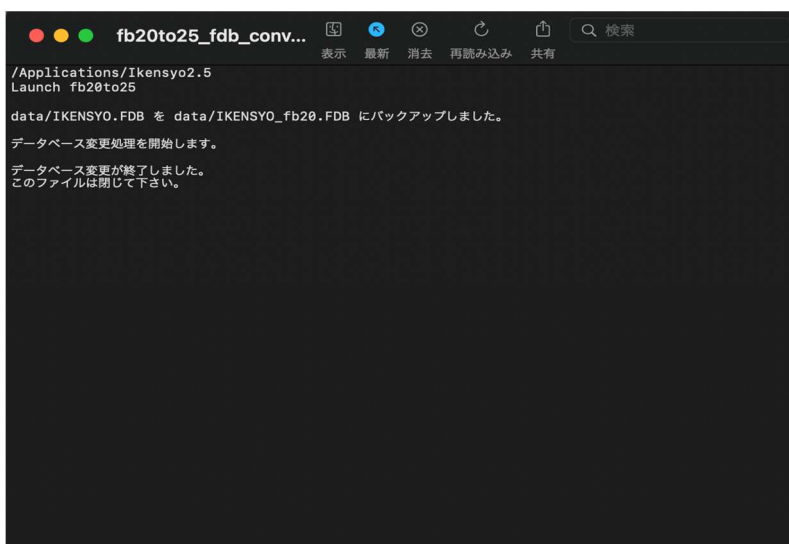 fb20to25_fdb_conv...
表示 最新 消去 再読み込み 共有
検索
/Applications/Ikensyo2.5
Launch fb20to25
data/IKENSYO.FDB を data/IKENSYO_fb20.FDB にバックアップしました。
データベース変更処理を開始します。
データベース変更が終了しました。
このファイルは閉じて下さい。